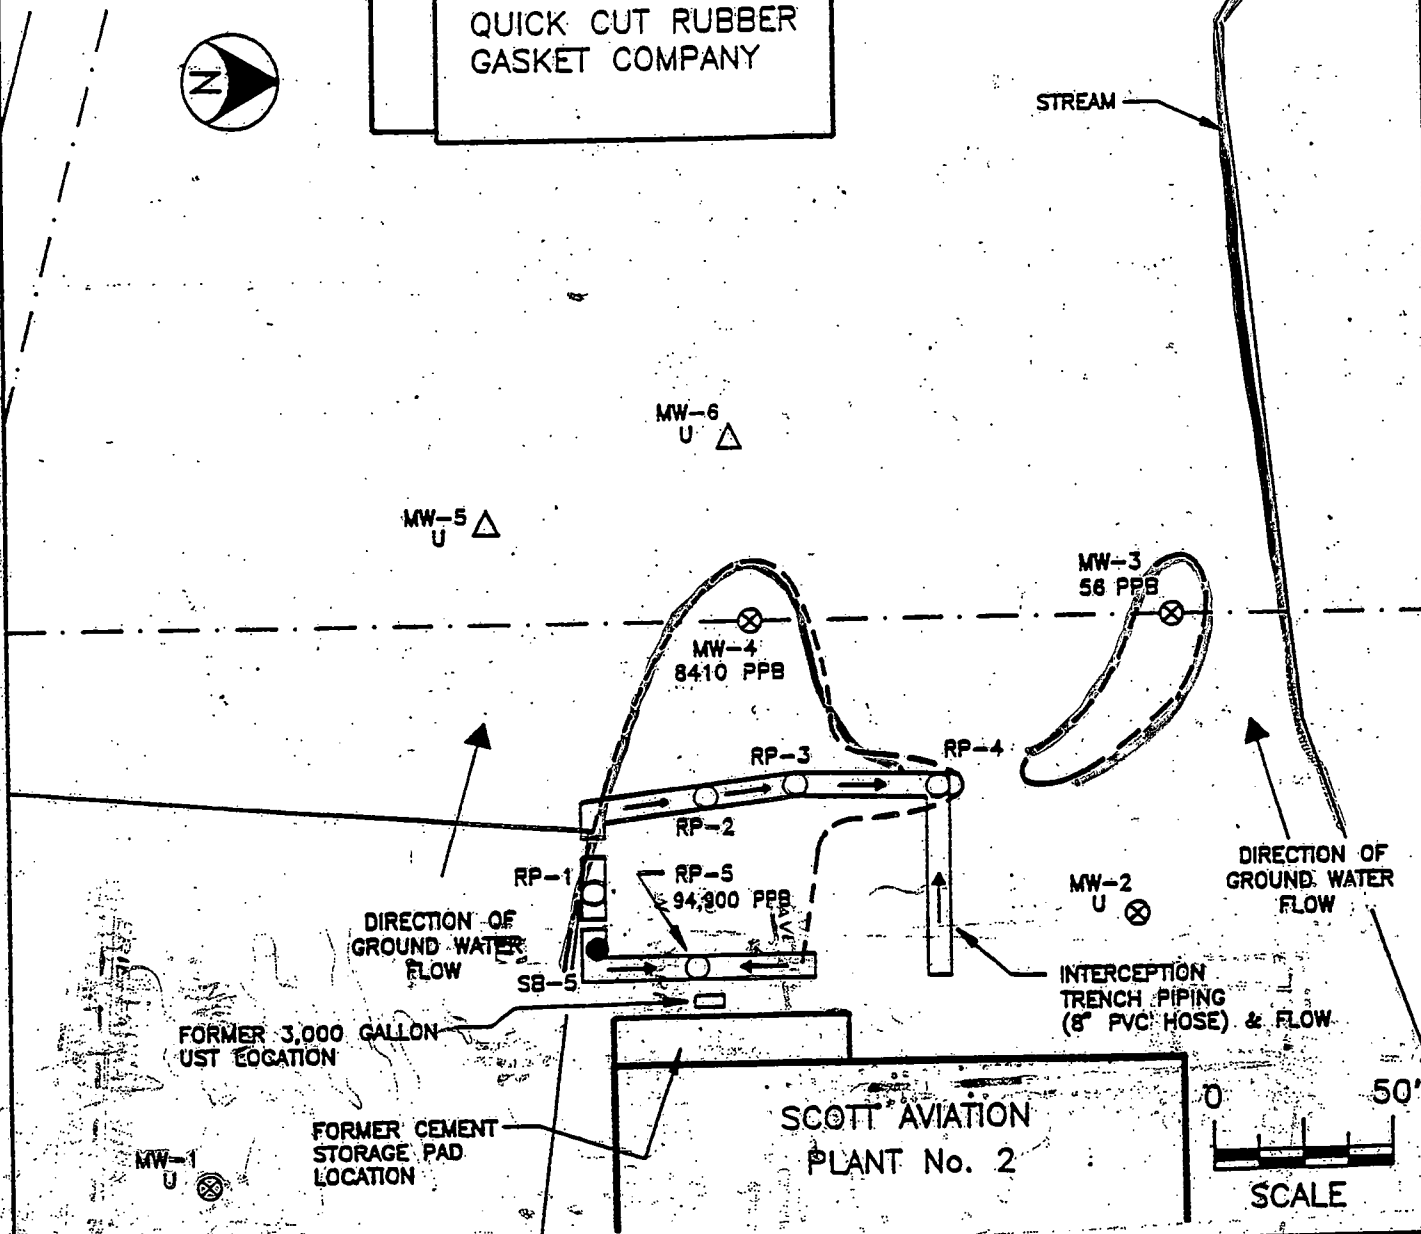 QUICK CUT RUBBER
GASKET COMPANY
N
STREAM
MW-6
U
MW-5
U
MW-3
56 PPB
MW-4
8410 PPB
RP-3
RP-4
RP-2
RP-1
RP-5
94,900 PPB
MW-2
U
DIRECTION OF
GROUND WATER
FLOW
DIRECTION OF
GROUND WATER
FLOW
SB-5
INTERCEPTION
TRENCH PIPING
(8" PVC HOSE) & FLOW
FORMER 3,000 GALLON
UST LOCATION
FORMER CEMENT
STORAGE PAD
LOCATION
SCOTT AVIATION
PLANT No. 2
MW-1
U
0 50'
SCALE